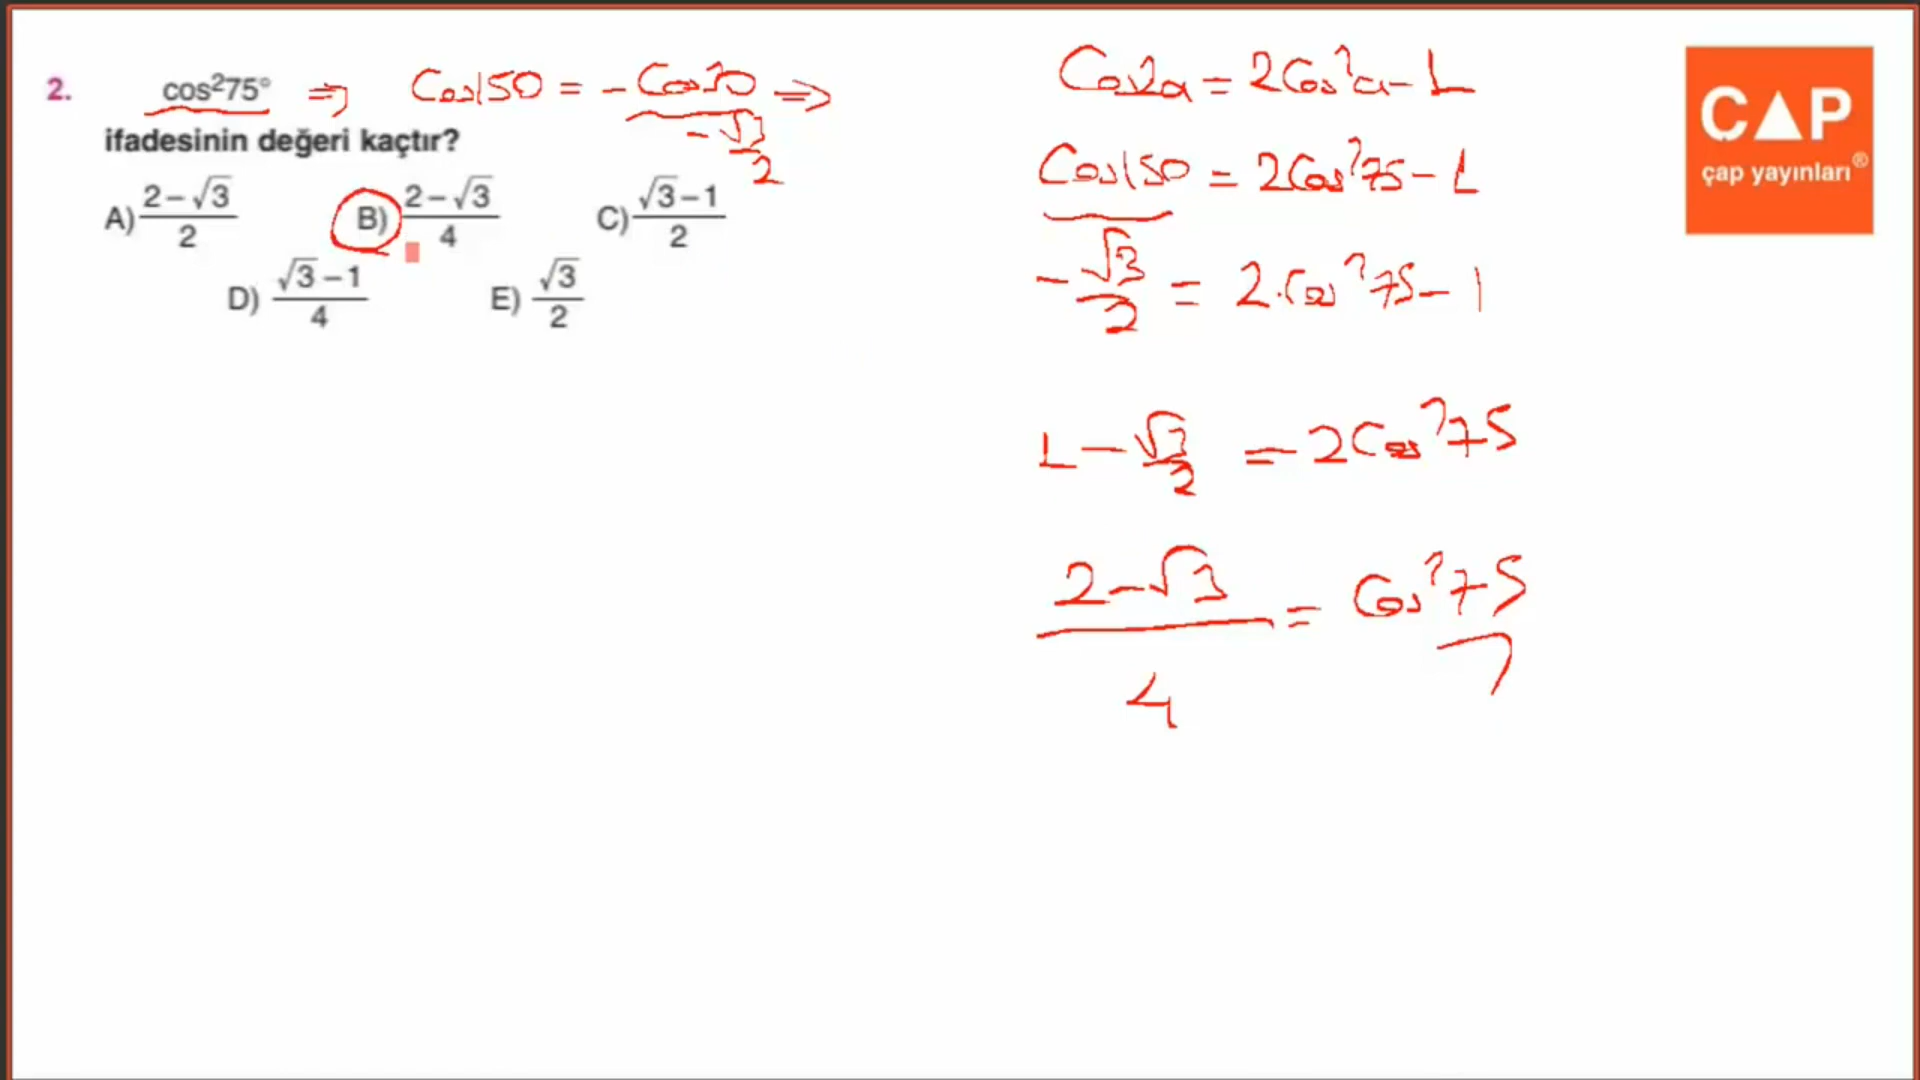 2. cos²75° ⇒ Cos150 = -Cos30 ⇒
-√3/2
ifadesinin değeri kaçtır?
A) (2-√3)/2 B) (2-√3)/4 C) (√3-1)/2
D) (√3-1)/4 E) √3/2
Cos2a = 2Cos²a - 1
Cos150 = 2Cos²75 - 1
-√3/2 = 2.Cos²75 - 1
1 - √3/2 = 2Cos²75
(2-√3)/4 = Cos²75
CAP
çap yayınları®